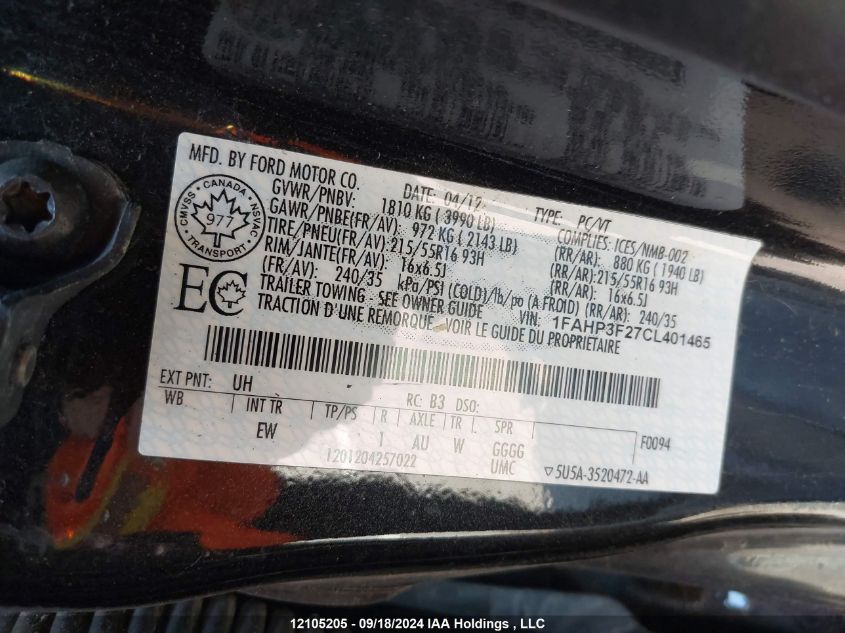 MFD. BY FORD MOTOR CO.
DATE: 04/12
TYPE: PC/VT
GVWR/PNBV: 1810 KG ( 3990 LB)
COMPLIES: ICES/NMB-002
GAWR/PNBE(FR/AV): 972 KG ( 2143 LB)
(RR/AR): 880 KG ( 1940 LB)
TIRE/PNEU(FR/AV): 215/55R16 93H
(RR/AR): 215/55R16 93H
RIM/JANTE(FR/AV): 16x6.5J
(RR/AR): 16x6.5J
(FR/AV): 240/35 kPa/PSI (COLD)/lb/po (A FROID) (RR/AR): 240/35
TRAILER TOWING: SEE OWNER GUIDE
VIN: 1FAHP3F27CL401465
TRACTION D'UNE REMORQUE: VOIR LE GUIDE DU PROPRIETAIRE
CANADA
CMVSS
NSVAC
977
TRANSPORT
EC
EXT PNT: UH
RC: B3 DSO:
WB INT TR TP/PS R AXLE TR SPR
F0094
EW 1 AU W GGGG
1201204257022
UMC
5U5A-3520472-AA
12105205 - 09/18/2024 IAA Holdings , LLC